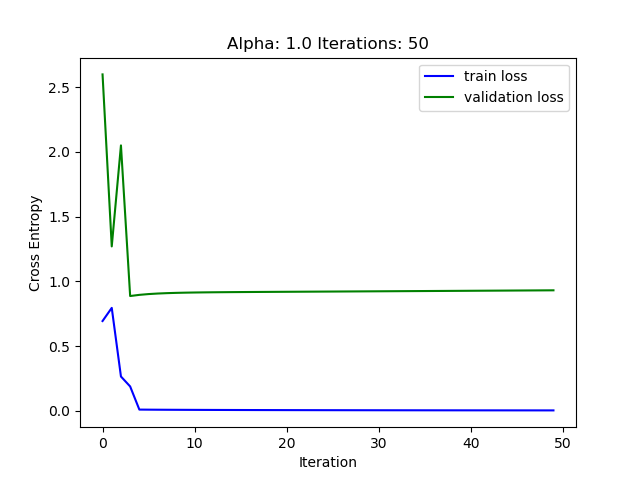 Alpha: 1.0 Iterations: 50
train loss
validation loss
2.5
2.0
1.5
1.0
0.5
0.0
Cross Entropy
0 10 20 30 40 50
Iteration